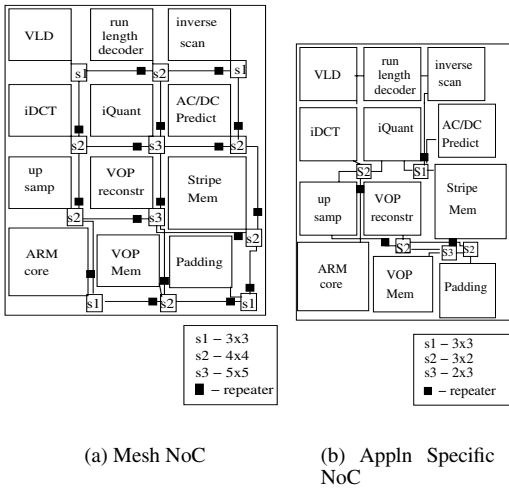 VLD
run
length
decoder
inverse
scan
s1
s2
s1
iDCT
iQuant
AC/DC
Predict
s2
s3
s2
up
samp
VOP
reconstr
Stripe
Mem
s2
s3
s2
ARM
core
VOP
Mem
Padding
s1
s2
s1
s1 – 3x3
s2 – 4x4
s3 – 5x5
– repeater
(a) Mesh NoC
VLD
run
length
decoder
inverse
scan
iDCT
iQuant
AC/DC
Predict
S2
S1
up
samp
VOP
reconstr
Stripe
Mem
S2
S3
S2
ARM
core
VOP
Mem
Padding
s1 – 3x3
s2 – 3x2
s3 – 2x3
– repeater
(b) Appln Specific
NoC